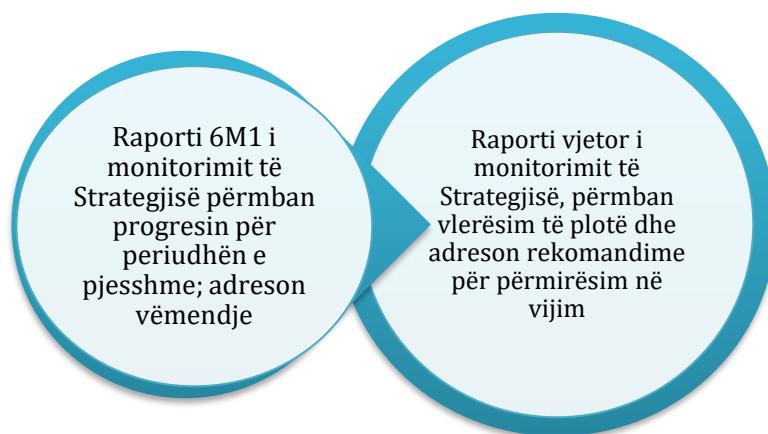 Raporti 6M1 i
monitorimit të
Strategjisë përmban
progresin për
periudhën e
pjesshme; adreson
vëmendje
Raporti vjetor i
monitorimit të
Strategjisë, përmban
vlerësim të plotë dhe
adreson rekomandime
për përmirësim në
vijim